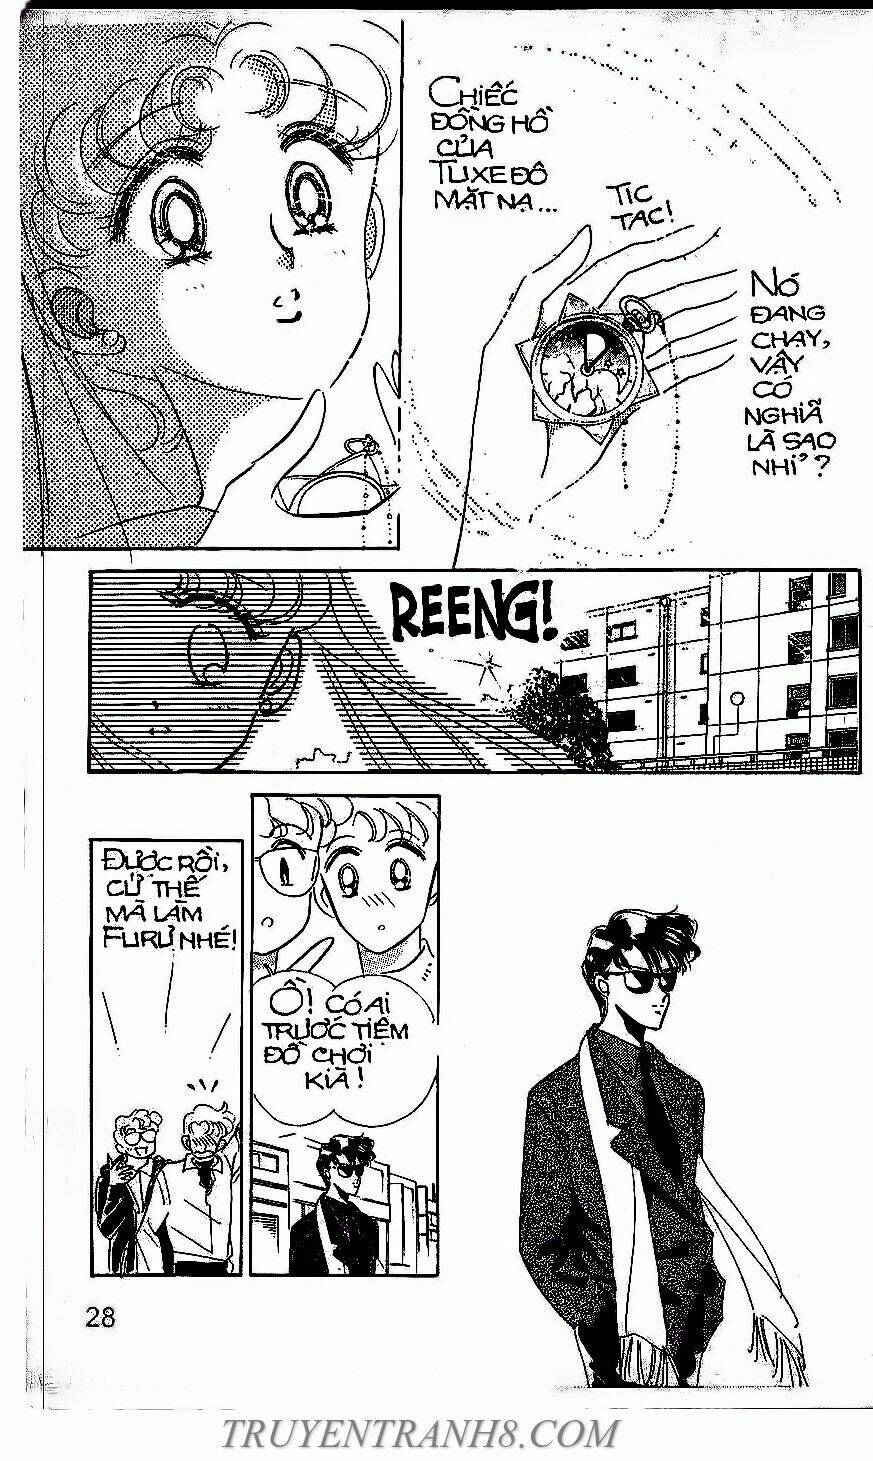 CHIẾC
ĐỒNG HỒ
CỦA
TUXEĐÔ
MẶT NẠ...
TIC
TAC!
NÓ
ĐANG
CHẠY,
VẬY
CÓ
NGHĨA
LÀ SAO
NHỈ?
REENG!
ĐƯỢC RỒI,
CỨ THẾ
MÀ LÀM
FURU NHÉ!
Ồ! CÓ AI
TRƯỚC TIỆM
ĐỒ CHƠI
KIA!
28
TRUYENTRANH8.COM